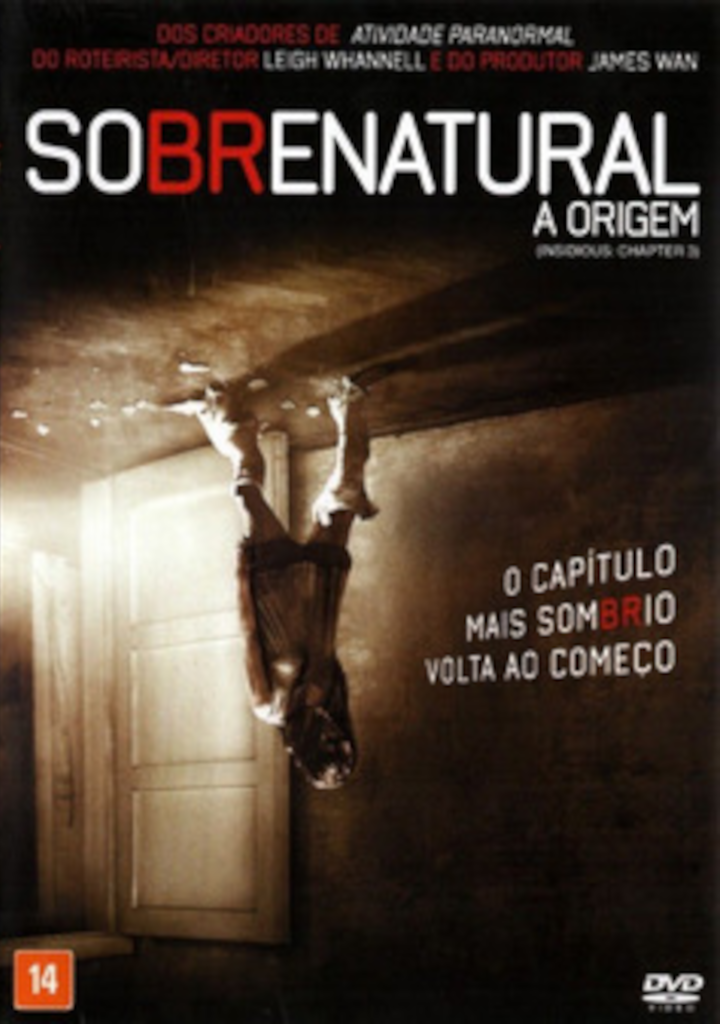 DOS CRIADORES DE ATIVIDADE PARANORMAL
DO ROTEIRISTA/DIRETOR LEIGH WHANNELL E DO PRODUTOR JAMES WAN
SOBRENATURAL
A ORIGEM
(INSIDIOUS: CHAPTER 3)
O CAPÍTULO
MAIS SOMBRIO
VOLTA AO COMEÇO
14
DVD
VIDEO